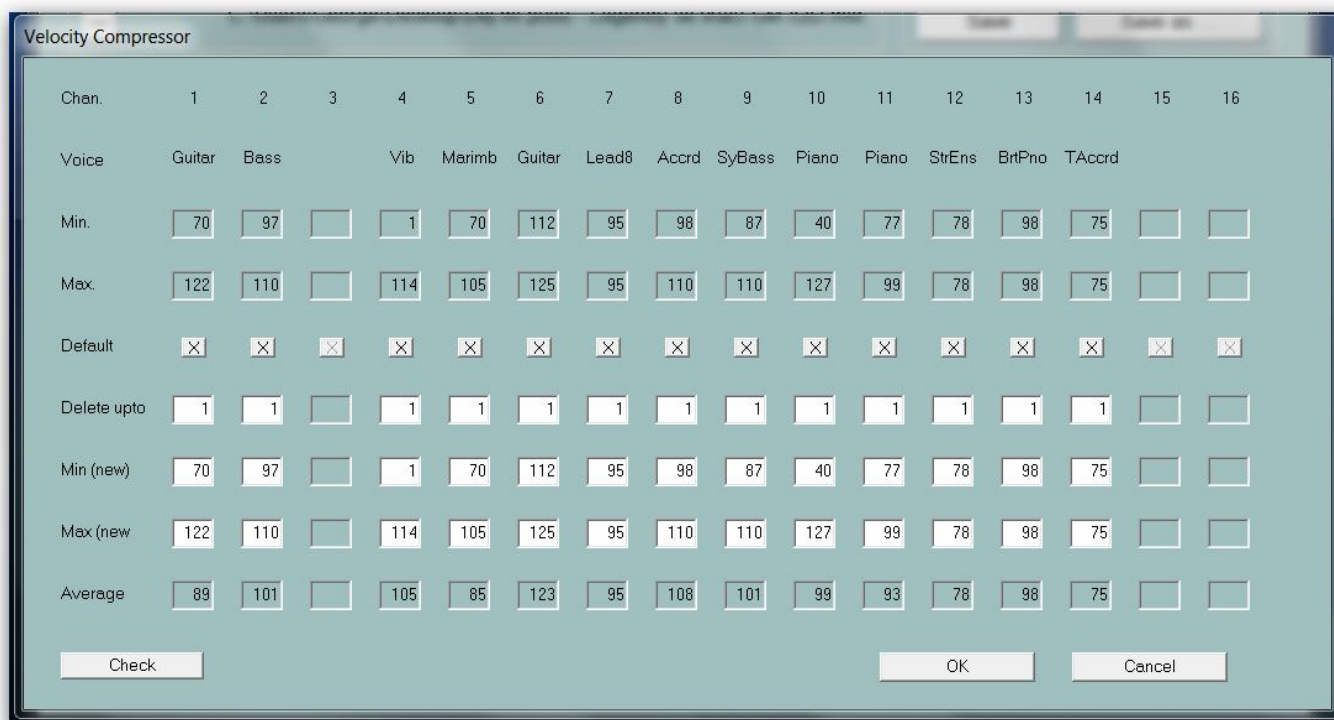 Velocity Compressor
Chan. 1 2 3 4 5 6 7 8 9 10 11 12 13 14 15 16
Voice Guitar Bass Vib Marimb Guitar Lead8 Accrd SyBass Piano Piano StrEns BrtPno TAccrd
Min. 70 97 1 70 112 95 98 87 40 77 78 98 75
Max. 122 110 114 105 125 95 110 110 127 99 78 98 75
Default X X X X X X X X X X X X X X X X
Delete upto 1 1 1 1 1 1 1 1 1 1 1 1 1
Min (new) 70 97 1 70 112 95 98 87 40 77 78 98 75
Max (new 122 110 114 105 125 95 110 110 127 99 78 98 75
Average 89 101 105 85 123 95 108 101 99 93 78 98 75
Check OK Cancel